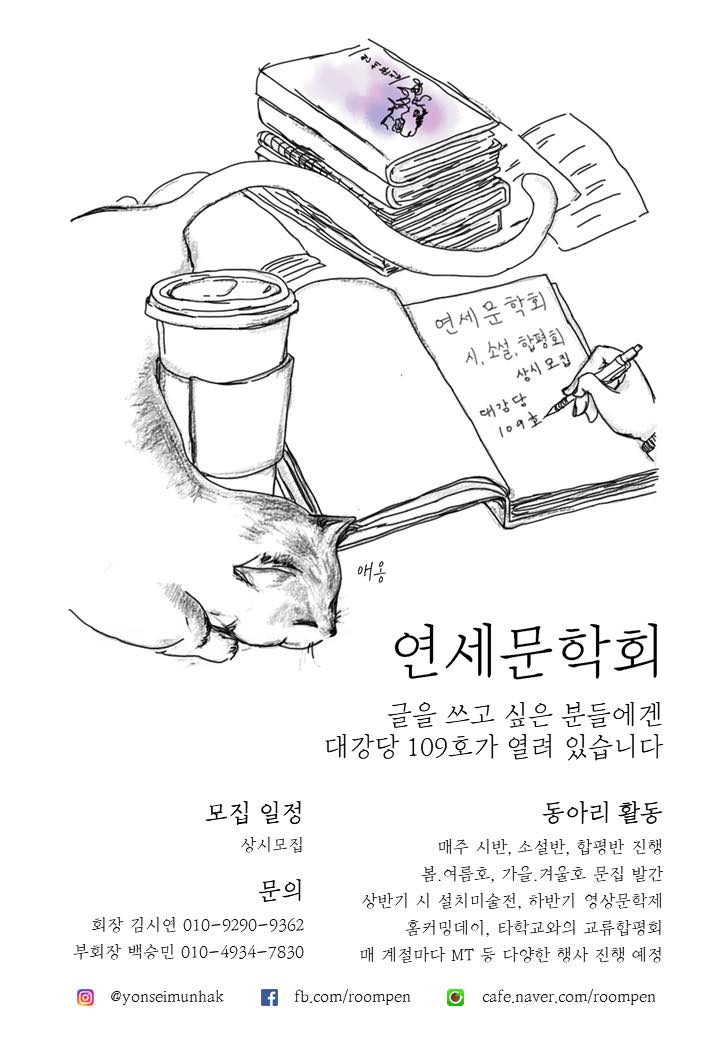 연세문학회
시, 소설, 합평회
상시모집
대강당
109호
애옹
연세문학회
글을 쓰고 싶은 분들에겐
대강당 109호가 열려 있습니다
모집 일정
상시모집
문의
회장 김시연 010-9290-9362
부회장 백승민 010-4934-7830
동아리 활동
매주 시반, 소설반, 합평반 진행
봄.여름호, 가을.겨울호 문집 발간
상반기 시 설치미술전, 하반기 영상문학제
홈커밍데이, 타학교와의 교류합평회
매 계절마다 MT 등 다양한 행사 진행 예정
@yonseimunhak
fb.com/roompen
cafe.naver.com/roompen